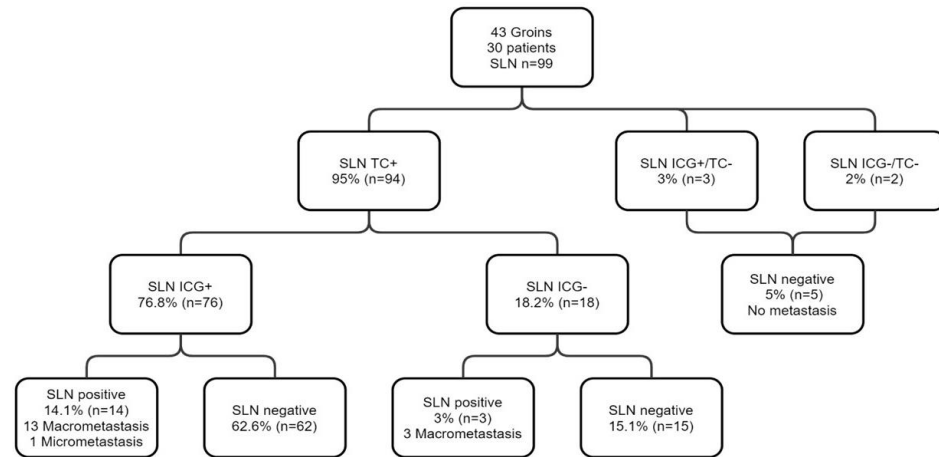 43 Groins
30 patients
SLN n=99
SLN TC+
95% (n=94)
SLN ICG+/TC-
3% (n=3)
SLN ICG-/TC-
2% (n=2)
SLN ICG+
76.8% (n=76)
SLN ICG-
18.2% (n=18)
SLN negative
5% (n=5)
No metastasis
SLN positive
14.1% (n=14)
13 Macrometastasis
1 Micrometastasis
SLN negative
62.6% (n=62)
SLN positive
3% (n=3)
3 Macrometastasis
SLN negative
15.1% (n=15)